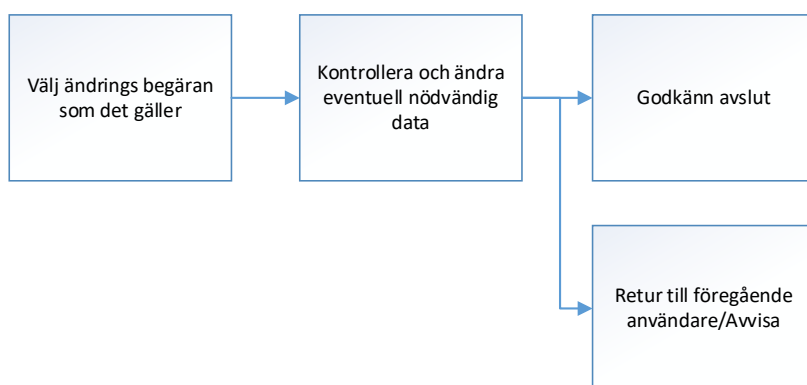 Välj ändrings begäran
som det gäller
Kontrollera och ändra
eventuell nödvändig
data
Godkänn avslut
Retur till föregående
användare/Avvisa